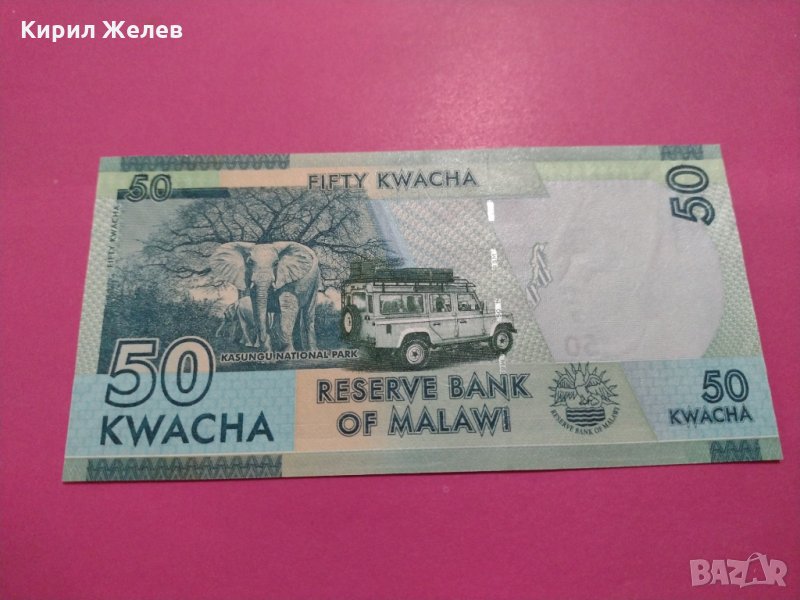 Кирил Желев
50
FIFTY KWACHA
50
FIFTY KWACHA
KASUNGU NATIONAL PARK
50
KWACHA
RESERVE BANK
OF MALAWI
RESERVE BANK OF MALAWI
50
KWACHA
BAZAR